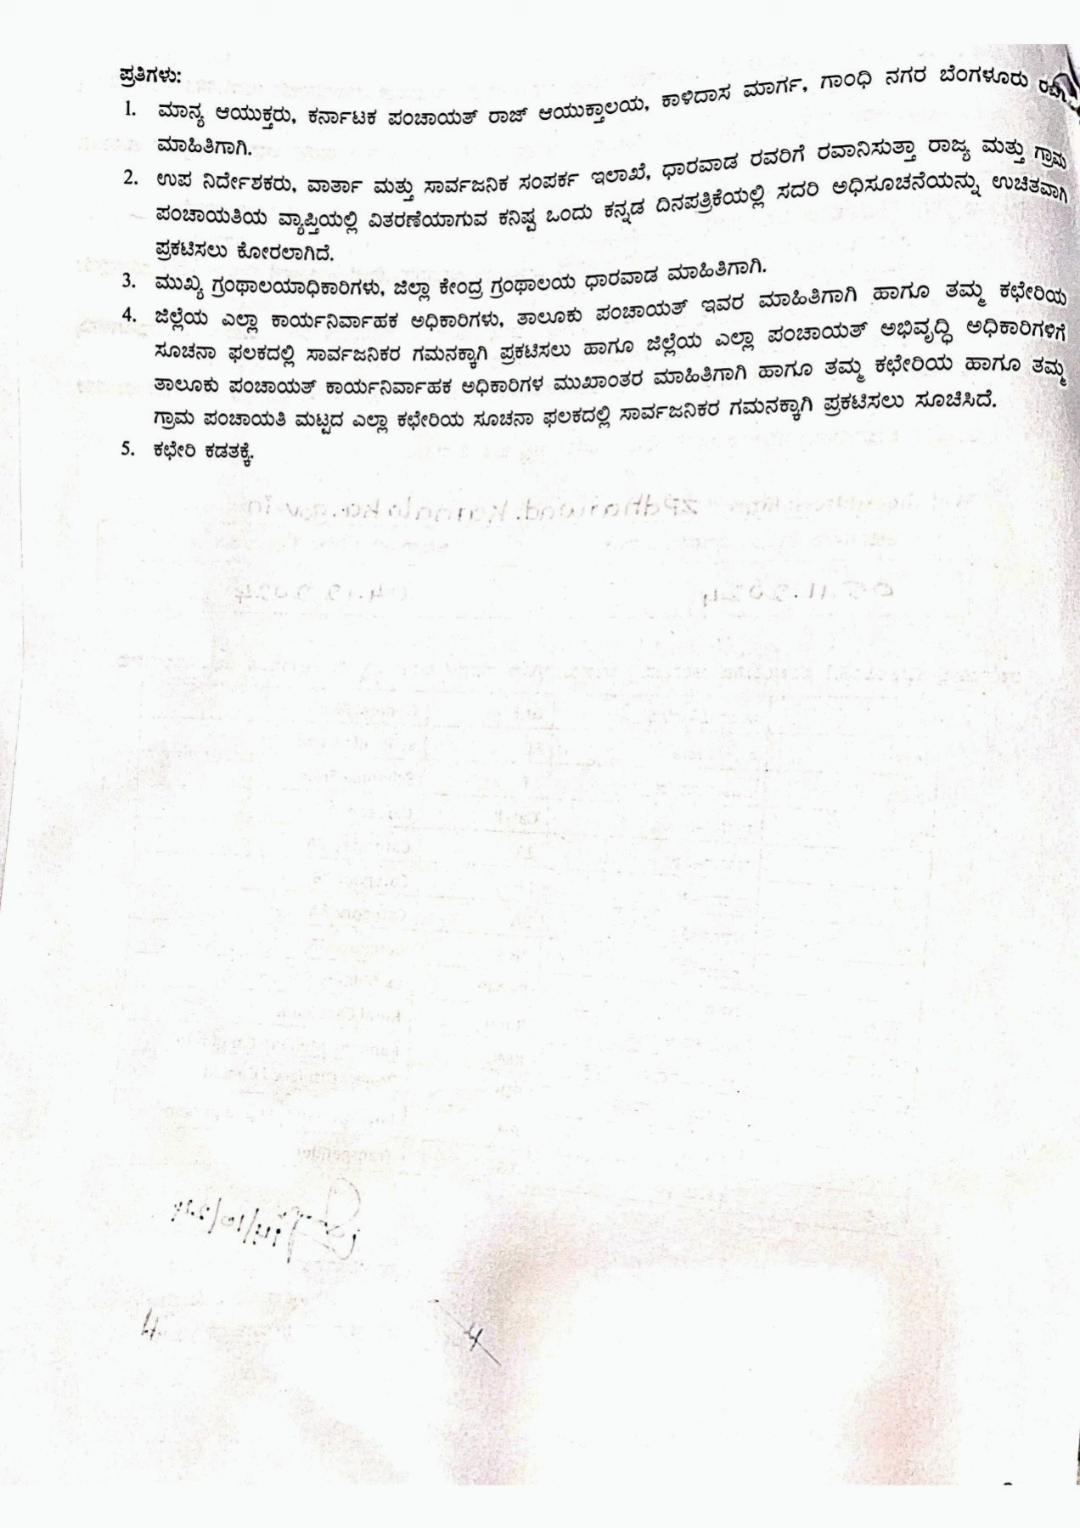 ಪ್ರತಿಗಳು:
1. ಮಾನ್ಯ ಆಯುಕ್ತರು, ಕರ್ನಾಟಕ ಪಂಚಾಯತ್ ರಾಜ್ ಆಯುಕ್ತಾಲಯ, ಕಾಳಿದಾಸ ಮಾರ್ಗ, ಗಾಂಧಿ ನಗರ ಬೆಂಗಳೂರು
ಮಾಹಿತಿಗಾಗಿ.
2. ಉಪ ನಿರ್ದೇಶಕರು, ವಾರ್ತಾ ಮತ್ತು ಸಾರ್ವಜನಿಕ ಸಂಪರ್ಕ ಇಲಾಖೆ, ಧಾರವಾಡ ರವರಿಗೆ ರವಾನಿಸುತ್ತಾ ರಾಜ್ಯ ಮತ್ತು ಗ್ರಾಮ
ಪಂಚಾಯತಿಯ ವ್ಯಾಪ್ತಿಯಲ್ಲಿ ವಿತರಣೆಯಾಗುವ ಕನಿಷ್ಟ ಒಂದು ಕನ್ನಡ ದಿನಪತ್ರಿಕೆಯಲ್ಲಿ ಸದರಿ ಅಧಿಸೂಚನೆಯನ್ನು ಉಚಿತವಾಗಿ
ಪ್ರಕಟಿಸಲು ಕೋರಲಾಗಿದೆ.
3. ಮುಖ್ಯ ಗ್ರಂಥಾಲಯಾಧಿಕಾರಿಗಳು, ಜಿಲ್ಲಾ ಕೇಂದ್ರ ಗ್ರಂಥಾಲಯ ಧಾರವಾಡ ಮಾಹಿತಿಗಾಗಿ.
4. ಜಿಲ್ಲೆಯ ಎಲ್ಲಾ ಕಾರ್ಯನಿರ್ವಾಹಕ ಅಧಿಕಾರಿಗಳು, ತಾಲೂಕು ಪಂಚಾಯತ್ ಇವರ ಮಾಹಿತಿಗಾಗಿ ಹಾಗೂ ತಮ್ಮ ಕಛೇರಿಯ
ಸೂಚನಾ ಫಲಕದಲ್ಲಿ ಸಾರ್ವಜನಿಕರ ಗಮನಕ್ಕಾಗಿ ಪ್ರಕಟಿಸಲು ಹಾಗೂ ಜಿಲ್ಲೆಯ ಎಲ್ಲಾ ಪಂಚಾಯತ್ ಅಭಿವೃದ್ಧಿ ಅಧಿಕಾರಿಗಳಿಗೆ
ತಾಲೂಕು ಪಂಚಾಯತ್ ಕಾರ್ಯನಿರ್ವಾಹಕ ಅಧಿಕಾರಿಗಳ ಮುಖಾಂತರ ಮಾಹಿತಿಗಾಗಿ ಹಾಗೂ ತಮ್ಮ ಕಛೇರಿಯ ಹಾಗೂ ತಮ್ಮ
ಗ್ರಾಮ ಪಂಚಾಯತಿ ಮಟ್ಟದ ಎಲ್ಲಾ ಕಛೇರಿಯ ಸೂಚನಾ ಫಲಕದಲ್ಲಿ ಸಾರ್ವಜನಿಕರ ಗಮನಕ್ಕಾಗಿ ಪ್ರಕಟಿಸಲು ಸೂಚಿಸಿದೆ.
5. ಕಛೇರಿ ಕಡತಕ್ಕೆ.